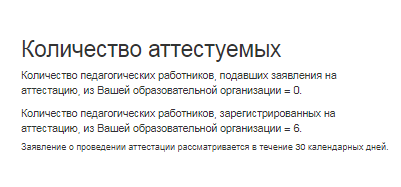 Количество аттестуемых
Количество педагогических работников, подавших заявления на
аттестацию, из Вашей образовательной организации = 0.
Количество педагогических работников, зарегистрированных на
аттестацию, из Вашей образовательной организации = 6.
Заявление о проведении аттестации рассматривается в течение 30 календарных дней.